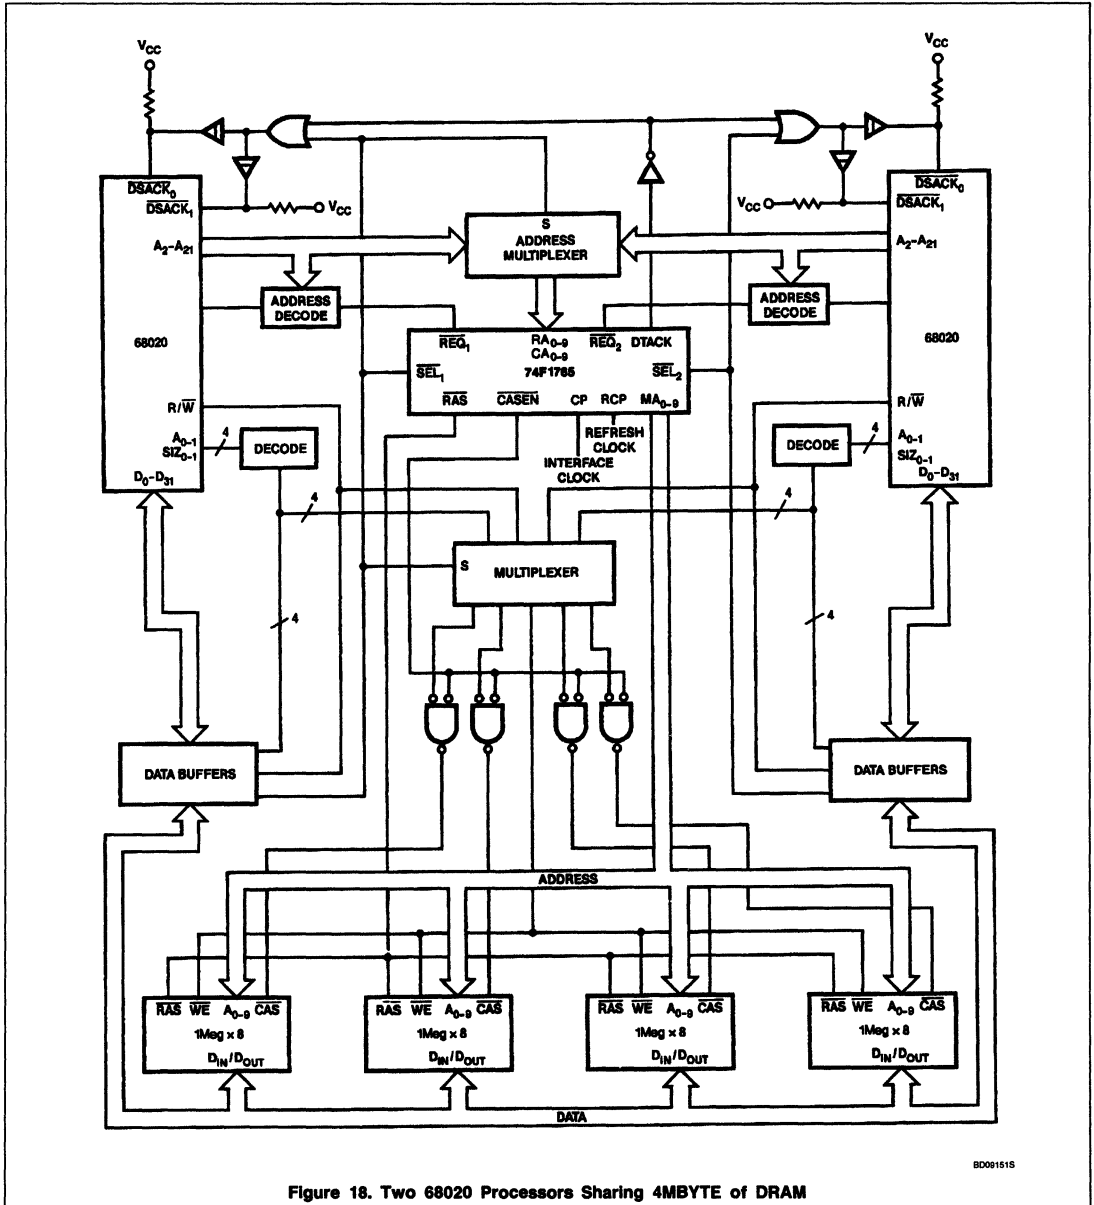 VCC
VCC
DSACK0
DSACK1
VCC
A2–A21
68020
R/W
A0-1
SIZ0-1
D0–D31
S
ADDRESS
MULTIPLEXER
VCC
DSACK0
DSACK1
A2–A21
68020
R/W
A0-1
SIZ0-1
D0–D31
ADDRESS
DECODE
ADDRESS
DECODE
REQ1
RA0-9
CA0-9
REQ2
DTACK
SEL1
74F1765
SEL2
RAS
CASEN
CP
RCP
MA0-9
REFRESH
CLOCK
INTERFACE
CLOCK
4
DECODE
DECODE
4
4
4
S
MULTIPLEXER
4
4
DATA BUFFERS
DATA BUFFERS
ADDRESS
RAS WE A0-9 CAS
1Meg x 8
DIN/DOUT
RAS WE A0-9 CAS
1Meg x 8
DIN/DOUT
RAS WE A0-9 CAS
1Meg x 8
DIN/DOUT
RAS WE A0-9 CAS
1Meg x 8
DIN/DOUT
DATA
BD09151S
Figure 18. Two 68020 Processors Sharing 4MBYTE of DRAM